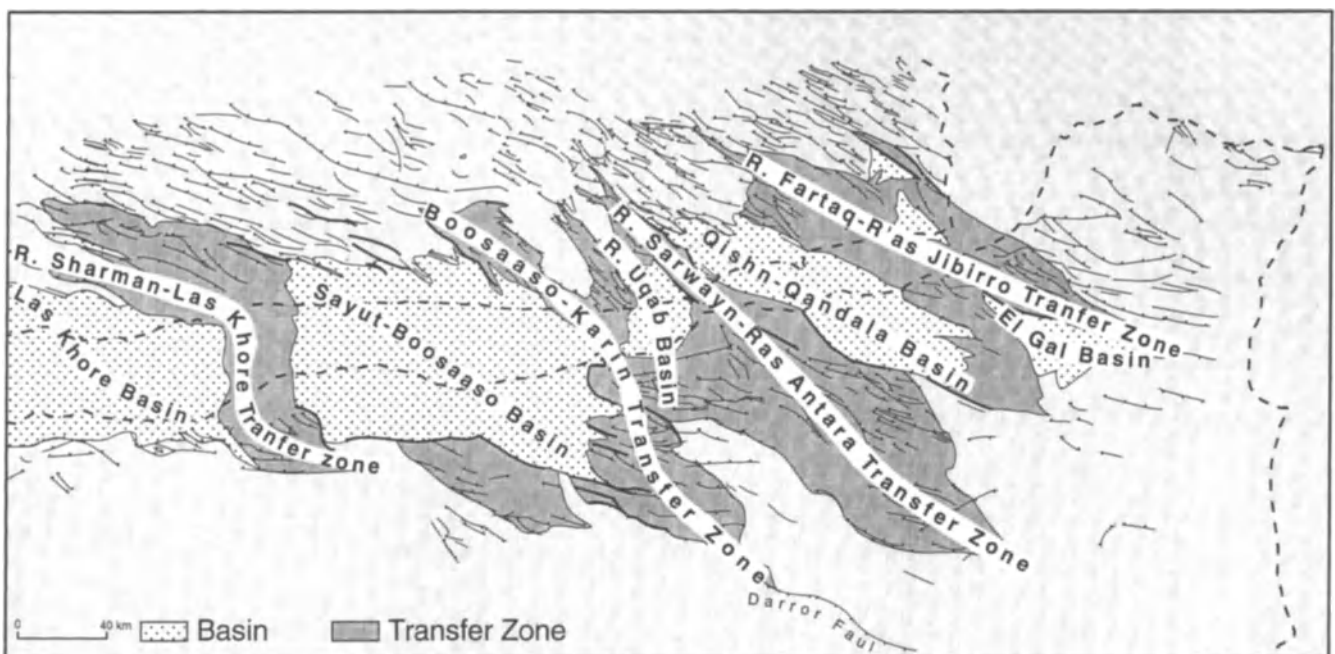 R. Fartaq-R'as Jibirro Tranfer Zone
Boosaaso-Karin Transfer Zone
R. Sarwayn-Ras Antara Transfer Zone
Qishn-Qandala Basin
R. Uqab Basin
R. Sharman-Las Khore Tranfer zone
Las Khore Basin
Sayut-Boosaaso Basin
El Gal Basin
Darror Faul
0 40 km
Basin
Transfer Zone